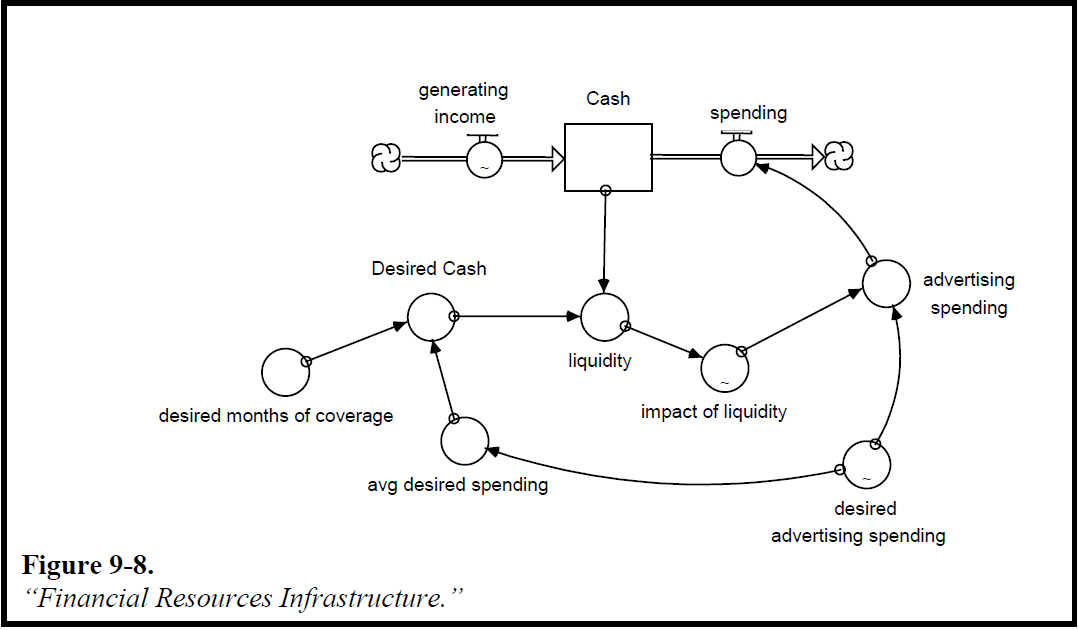 generating
income
Cash
spending
Desired Cash
advertising
spending
liquidity
desired months of coverage
impact of liquidity
avg desired spending
desired
advertising spending
Figure 9-8.
“Financial Resources Infrastructure.”